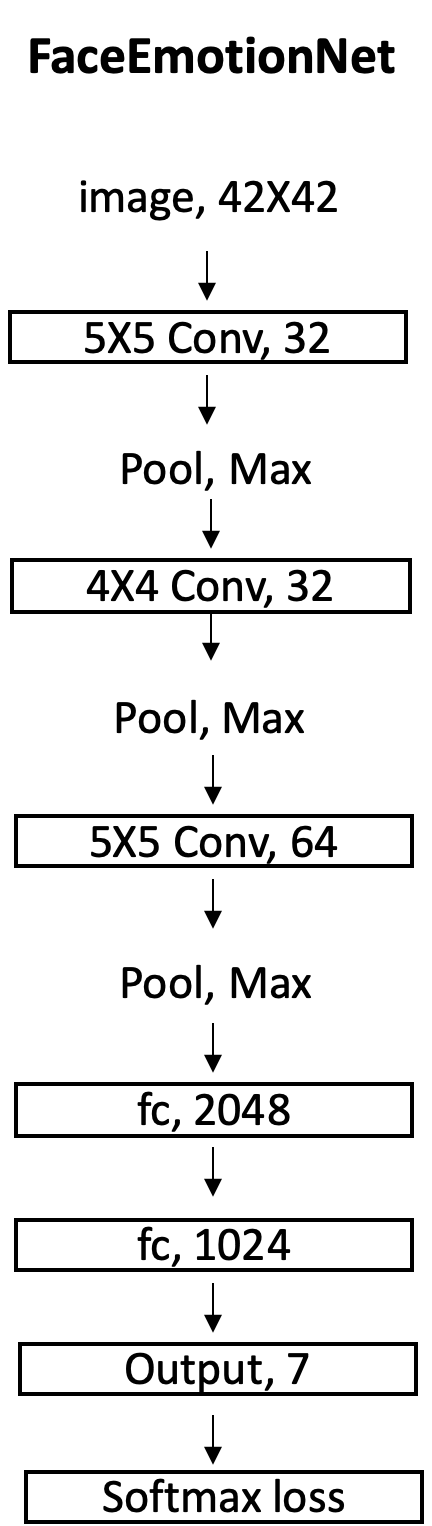 FaceEmotionNet
image, 42X42
5X5 Conv, 32
Pool, Max
4X4 Conv, 32
Pool, Max
5X5 Conv, 64
Pool, Max
fc, 2048
fc, 1024
Output, 7
Softmax loss